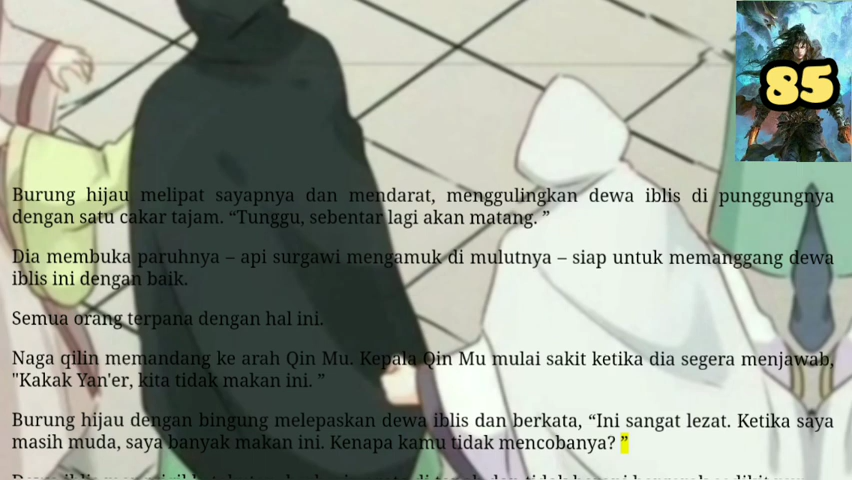 85
Burung hijau melipat sayapnya dan mendarat, menggulingkan dewa iblis di punggungnya
dengan satu cakar tajam. “Tunggu, sebentar lagi akan matang. ”
Dia membuka paruhnya – api surgawi mengamuk di mulutnya – siap untuk memanggang dewa
iblis ini dengan baik.
Semua orang terpana dengan hal ini.
Naga qilin memandang ke arah Qin Mu. Kepala Qin Mu mulai sakit ketika dia segera menjawab,
"Kakak Yan'er, kita tidak makan ini. ”
Burung hijau dengan bingung melepaskan dewa iblis dan berkata, “Ini sangat lezat. Ketika saya
masih muda, saya banyak makan ini. Kenapa kamu tidak mencobanya? ”